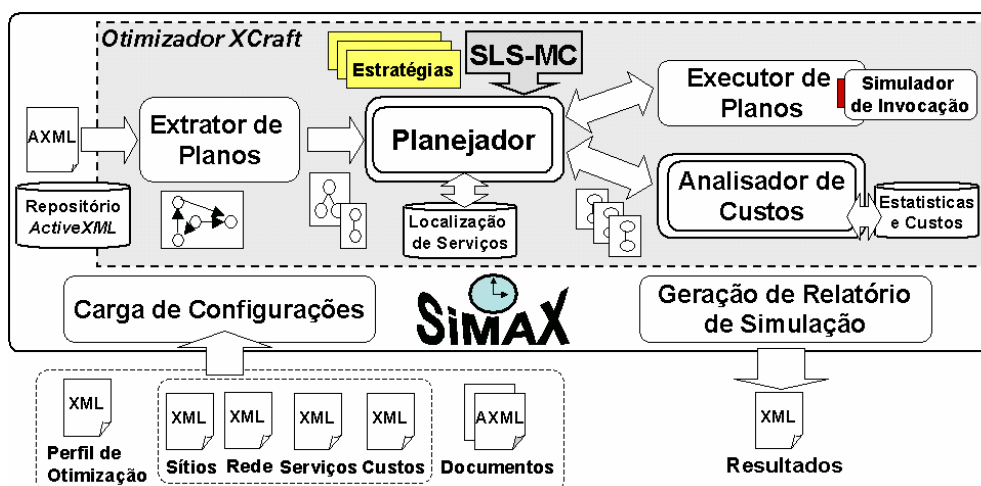 Otimizador XCraft
Estratégias
SLS-MC
AXML
Extrator de
Planos
Planejador
Executor de
Planos
Simulador
de Invocação
Repositório
ActiveXML
Localização
de Serviços
Analisador de
Custos
Estatisticas
e Custos
Carga de Configurações
SiMAX
Geração de Relatório
de Simulação
XML
Perfil de
Otimização
XML
Sítios
XML
Rede
XML
Serviços
XML
Custos
AXML
Documentos
XML
Resultados